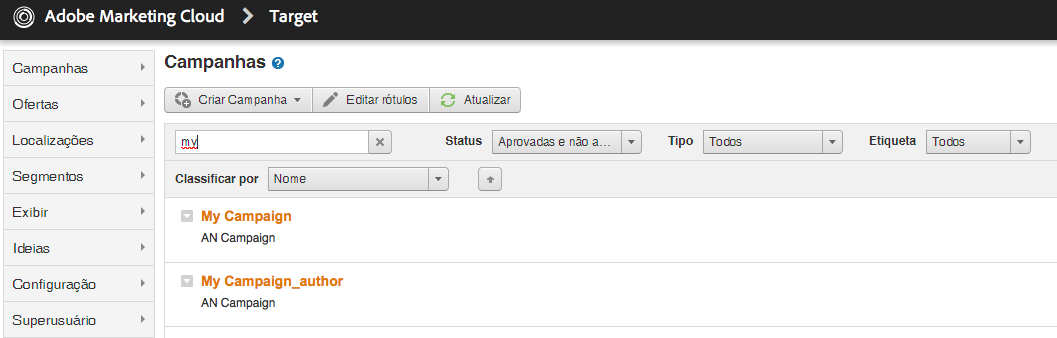 Adobe Marketing Cloud > Target
Campanhas
Ofertas
Localizações
Segmentos
Exibir
Ideias
Configuração
Superusuário
Campanhas ?
Criar Campanha Editar rótulos Atualizar
my Status Aprovadas e não a... Tipo Todos Etiqueta Todos
Classificar por Nome
My Campaign
AN Campaign
My Campaign_author
AN Campaign